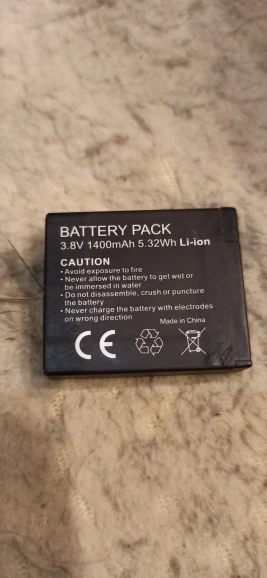 BATTERY PACK
3.8V 1400mAh 5.32Wh Li-ion
CAUTION
• Avoid exposure to fire
• Never allow the battery to get wet or
be immersed in water
• Do not disassemble, crush or puncture
the battery
• Never charge the battery with electrodes
on wrong direction
Made in China
CE